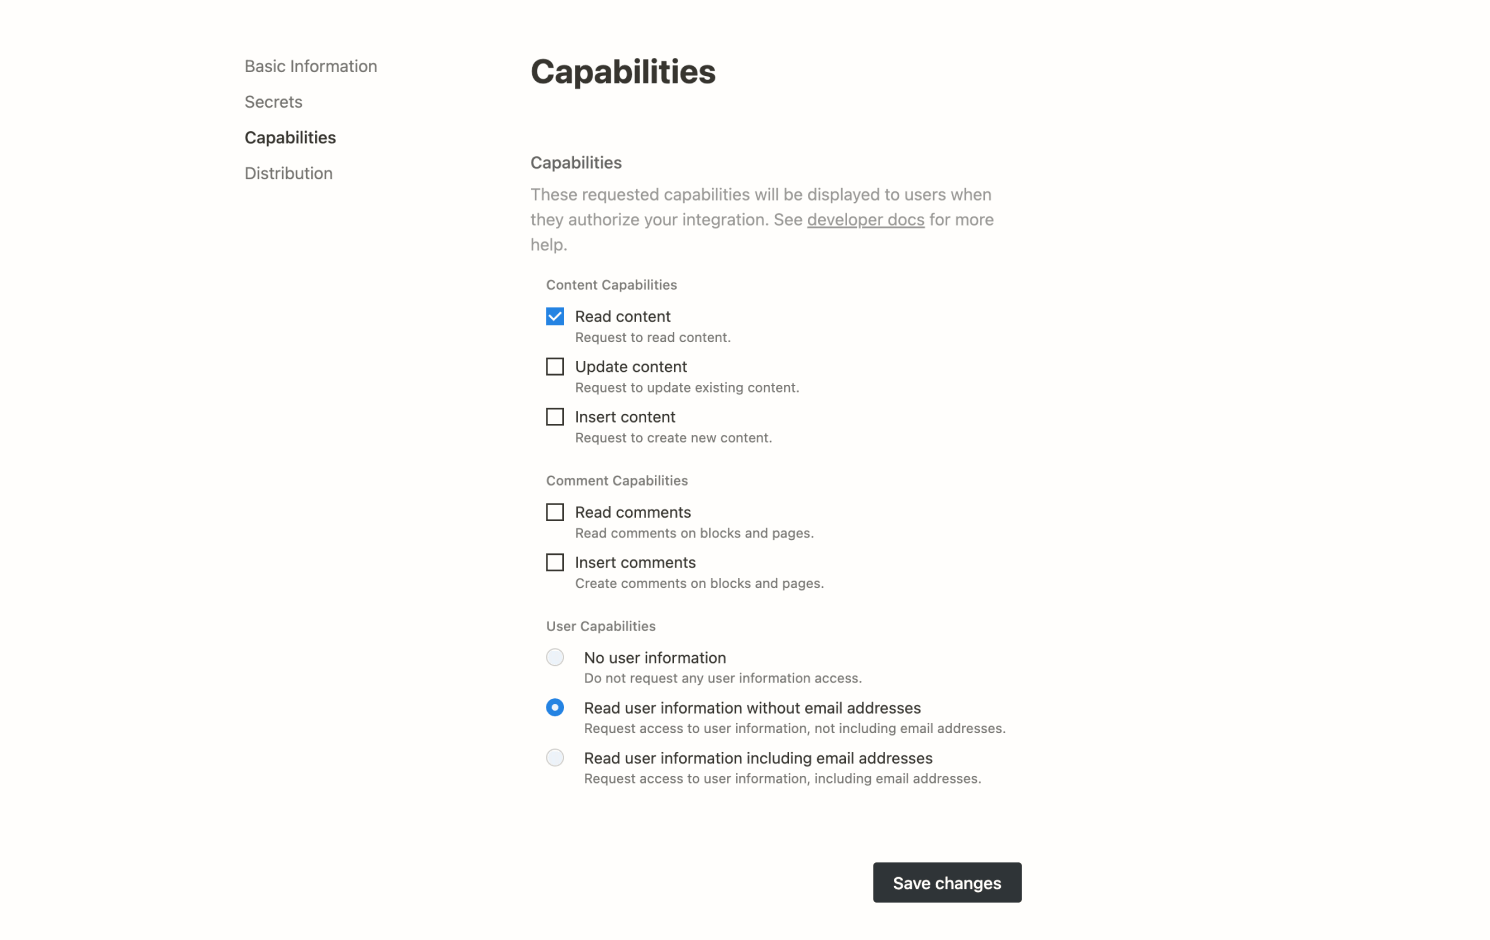 Basic Information
Secrets
Capabilities
Distribution
Capabilities
Capabilities
These requested capabilities will be displayed to users when
they authorize your integration. See developer docs for more
help.
Content Capabilities
Read content
Request to read content.
Update content
Request to update existing content.
Insert content
Request to create new content.
Comment Capabilities
Read comments
Read comments on blocks and pages.
Insert comments
Create comments on blocks and pages.
User Capabilities
No user information
Do not request any user information access.
Read user information without email addresses
Request access to user information, not including email addresses.
Read user information including email addresses
Request access to user information, including email addresses.
Save changes